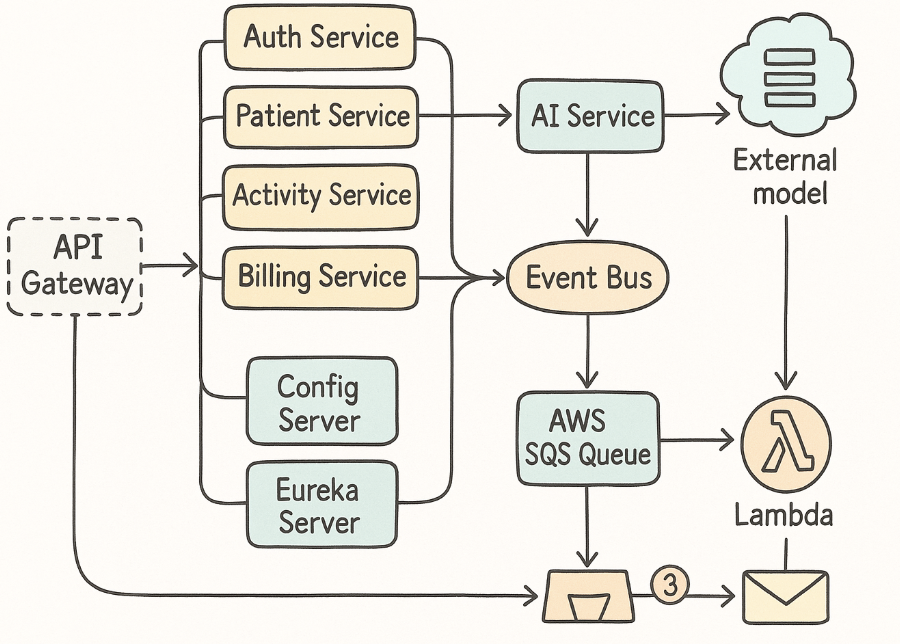 Auth Service
Patient Service
AI Service
External
model
Activity Service
API
Gateway
Billing Service
Event Bus
Config
Server
AWS
SQS Queue
Eureka
Server
Lambda
3